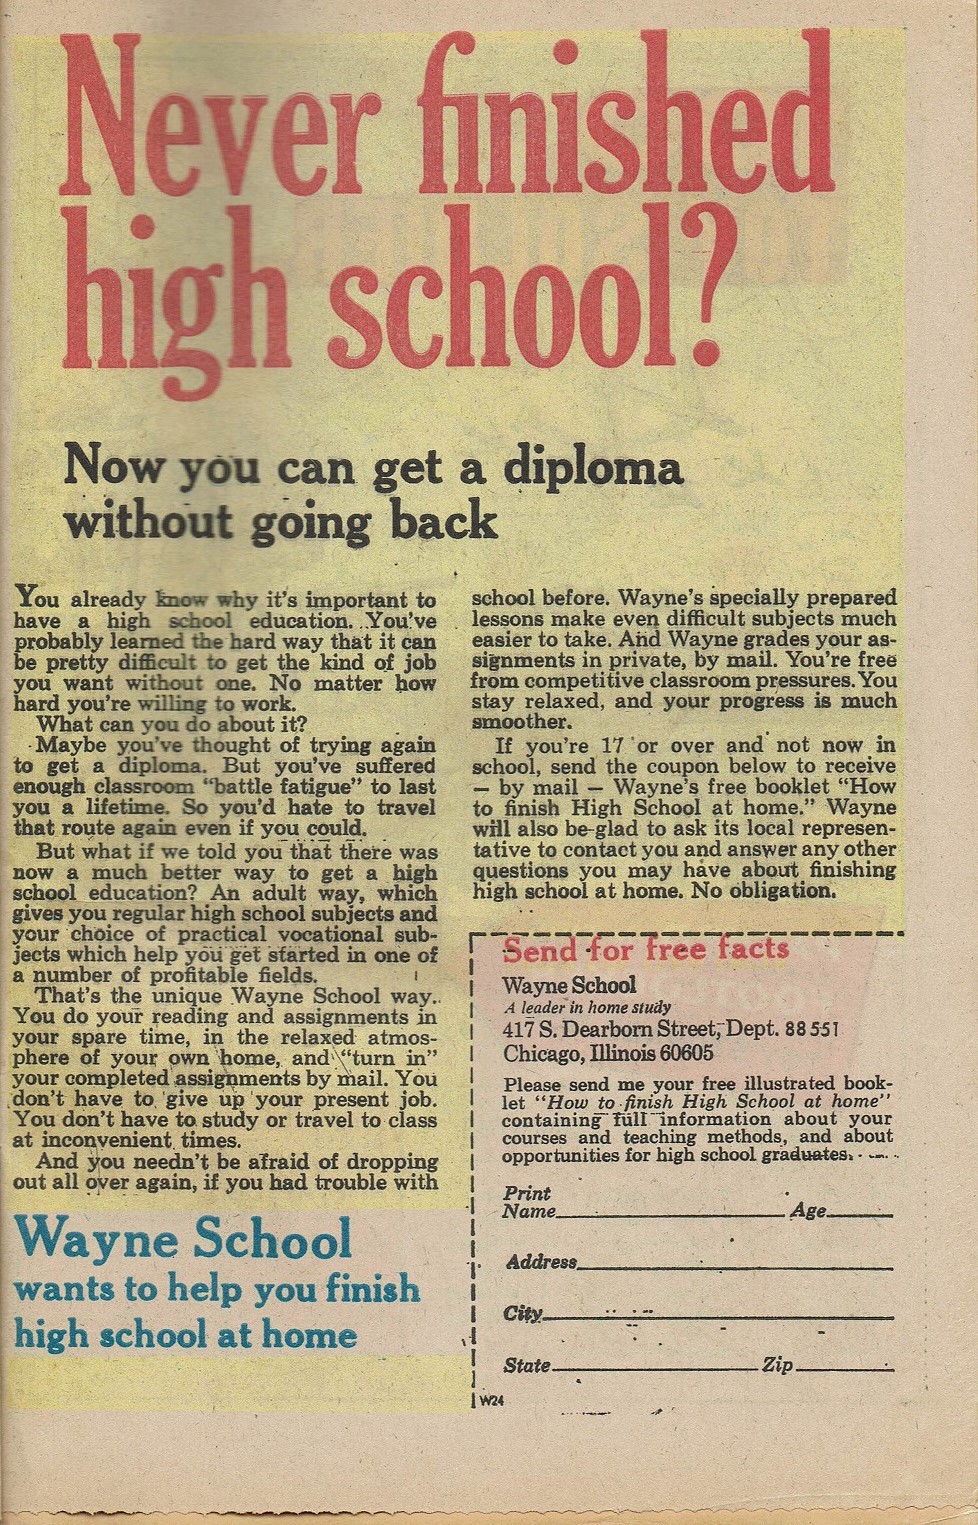 Never finished
high school?
Now you can get a diploma
without going back
You already know why it's important to
have a high school education. You've
probably learned the hard way that it can
be pretty difficult to get the kind of job
you want without one. No matter how
hard you're willing to work.
What can you do about it?
Maybe you've thought of trying again
to get a diploma. But you've suffered
enough classroom "battle fatigue" to last
you a lifetime. So you'd hate to travel
that route again even if you could.
But what if we told you that there was
now a much better way to get a high
school education? An adult way, which
gives you regular high school subjects and
your choice of practical vocational sub-
jects which help you get started in one of
a number of profitable fields.
That's the unique Wayne School way.
You do your reading and assignments in
your spare time, in the relaxed atmos-
phere of your own home, and "turn in"
your completed assignments by mail. You
don't have to give up your present job.
You don't have to study or travel to class
at inconvenient times.
And you needn't be afraid of dropping
out all over again, if you had trouble with
school before. Wayne's specially prepared
lessons make even difficult subjects much
easier to take. And Wayne grades your as-
signments in private, by mail. You're free
from competitive classroom pressures. You
stay relaxed, and your progress is much
smoother.
If you're 17 or over and not now in
school, send the coupon below to receive
— by mail — Wayne's free booklet "How
to finish High School at home." Wayne
will also be glad to ask its local represen-
tative to contact you and answer any other
questions you may have about finishing
high school at home. No obligation.
Wayne School
wants to help you finish
high school at home
Send for free facts
Wayne School
A leader in home study
417 S. Dearborn Street, Dept. 88 551
Chicago, Illinois 60605
Please send me your free illustrated book-
let "How to finish High School at home"
containing full information about your
courses and teaching methods, and about
opportunities for high school graduates.
Print
Name Age
Address
City
State Zip
W24